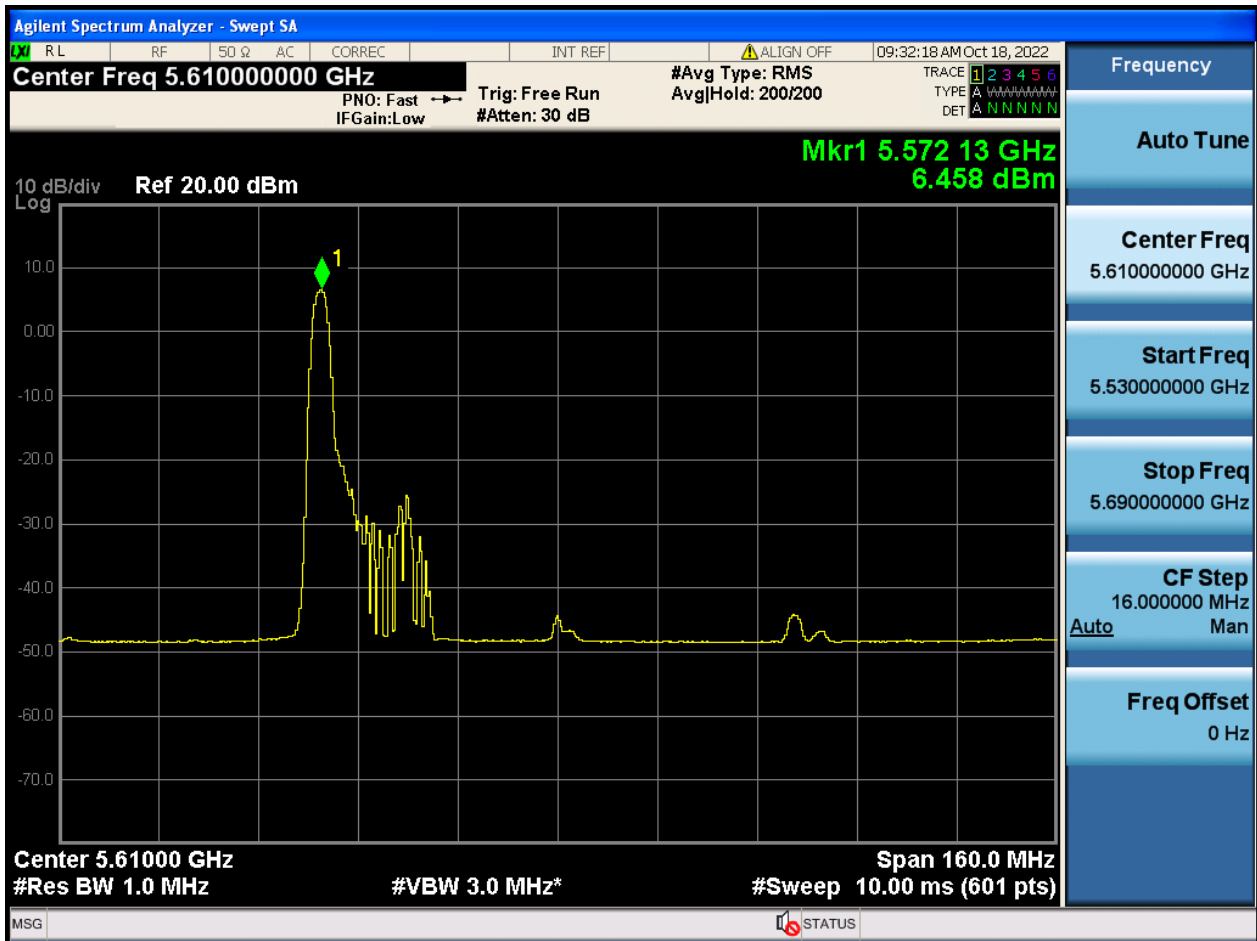 Agilent Spectrum Analyzer - Swept SA
LXI RL RF 50 Ω AC CORREC INT REF ALIGN OFF 09:32:18 AM Oct 18, 2022
Center Freq 5.610000000 GHz
PNO: Fast
IFGain:Low
Trig: Free Run
#Atten: 30 dB
#Avg Type: RMS
Avg|Hold: 200/200
TRACE 1 2 3 4 5 6
TYPE A WWWWW
DET A N N N N N
Mkr1 5.572 13 GHz
6.458 dBm
10 dB/div Ref 20.00 dBm
Log
1
10.0
0.00
-10.0
-20.0
-30.0
-40.0
-50.0
-60.0
-70.0
Center 5.61000 GHz Span 160.0 MHz
#Res BW 1.0 MHz #VBW 3.0 MHz* #Sweep 10.00 ms (601 pts)
MSG STATUS
Frequency
Auto Tune
Center Freq
5.610000000 GHz
Start Freq
5.530000000 GHz
Stop Freq
5.690000000 GHz
CF Step
16.000000 MHz
Auto Man
Freq Offset
0 Hz